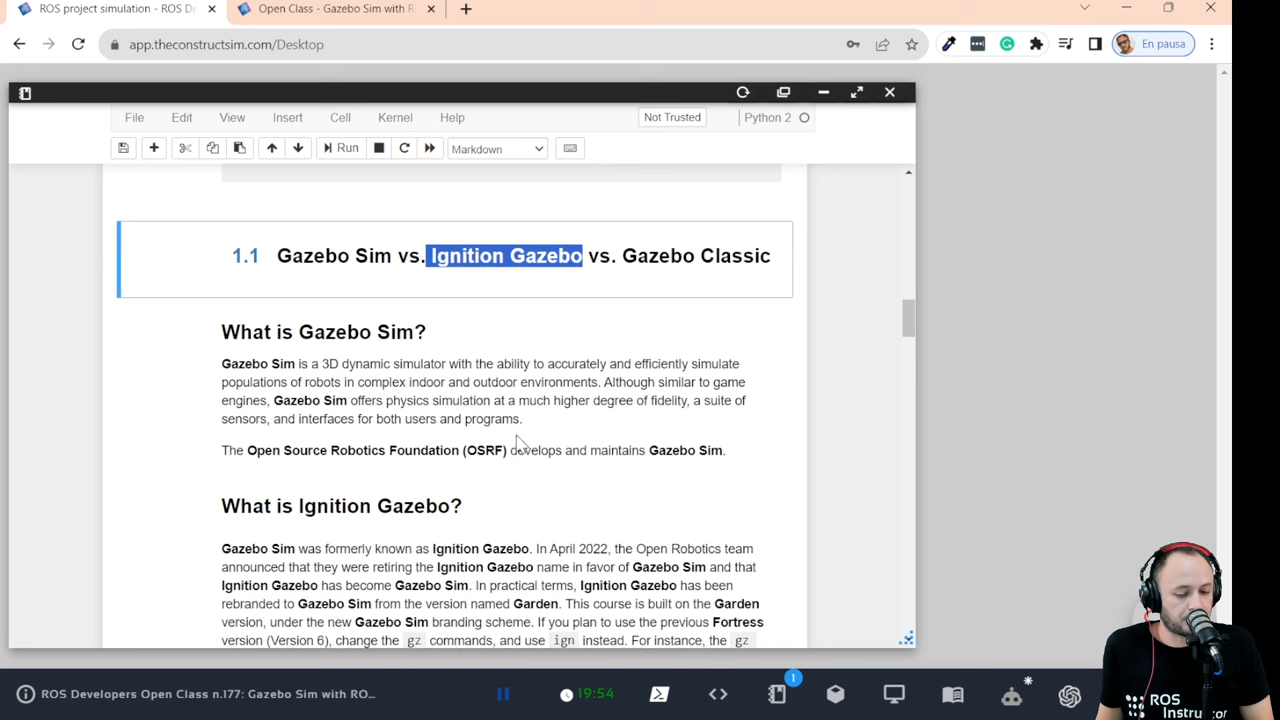 ROS project simulation - ROS De
Open Class - Gazebo Sim with R
app.theconstructsim.com/Desktop
En pausa
File Edit View Insert Cell Kernel Help
Not Trusted
Python 2
Run
Markdown
1.1 Gazebo Sim vs. Ignition Gazebo vs. Gazebo Classic
What is Gazebo Sim?
Gazebo Sim is a 3D dynamic simulator with the ability to accurately and efficiently simulate
populations of robots in complex indoor and outdoor environments. Although similar to game
engines, Gazebo Sim offers physics simulation at a much higher degree of fidelity, a suite of
sensors, and interfaces for both users and programs.
The Open Source Robotics Foundation (OSRF) develops and maintains Gazebo Sim.
What is Ignition Gazebo?
Gazebo Sim was formerly known as Ignition Gazebo. In April 2022, the Open Robotics team
announced that they were retiring the Ignition Gazebo name in favor of Gazebo Sim and that
Ignition Gazebo has become Gazebo Sim. In practical terms, Ignition Gazebo has been
rebranded to Gazebo Sim from the version named Garden. This course is built on the Garden
version, under the new Gazebo Sim branding scheme. If you plan to use the previous Fortress
version (Version 6), change the gz commands, and use ign instead. For instance, the gz
ROS Developers Open Class n.177: Gazebo Sim with RO...
19:54
1
ROS
Instructor